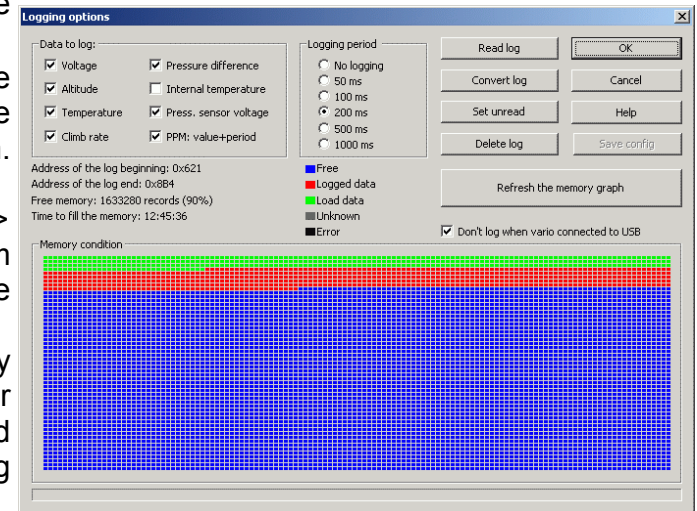 Logging options
Data to log:
Voltage
Pressure difference
Altitude
Internal temperature
Temperature
Press. sensor voltage
Climb rate
PPM: value+period
Logging period
No logging
50 ms
100 ms
200 ms
500 ms
1000 ms
Read log
OK
Convert log
Cancel
Set unread
Help
Delete log
Save config
Address of the log beginning: 0x621
Address of the log end: 0x8B4
Free memory: 1633280 records (90%)
Time to fill the memory: 12:45:36
Free
Logged data
Load data
Unknown
Error
Refresh the memory graph
Don't log when vario connected to USB
Memory condition